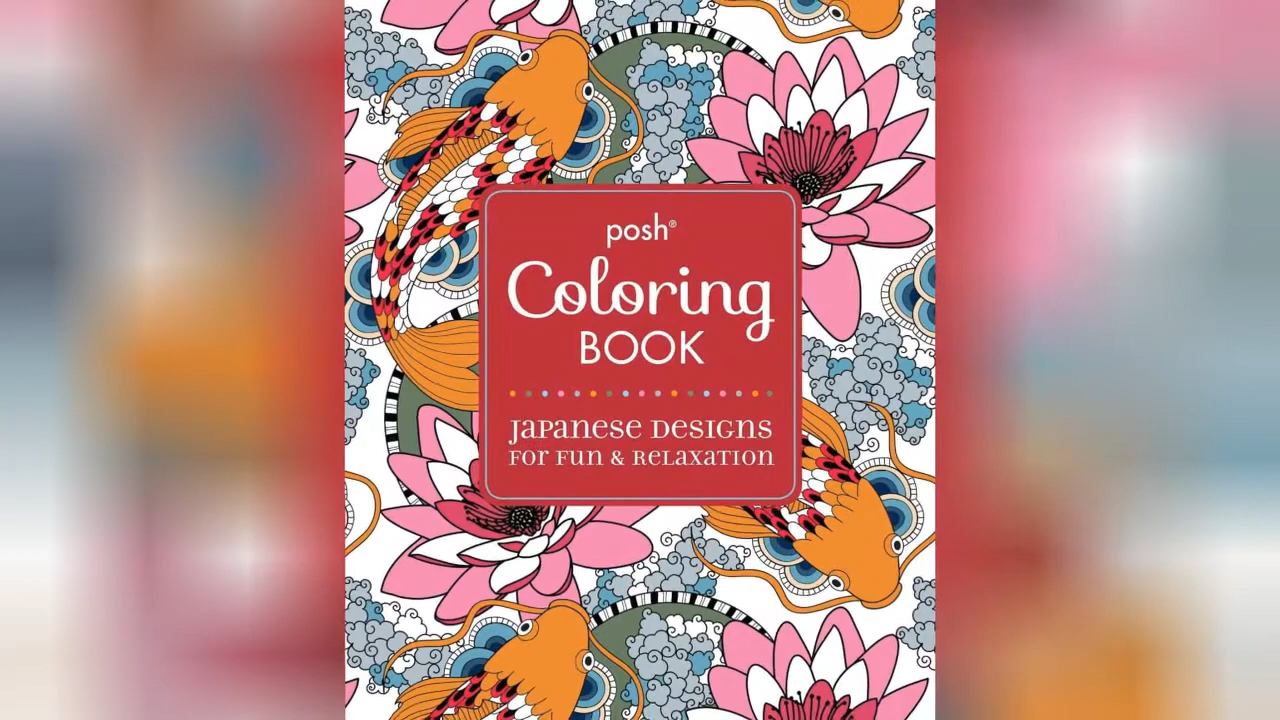 posh®
Coloring
BOOK
JAPANESE DESIGNS
FOR FUN & RELAXATION